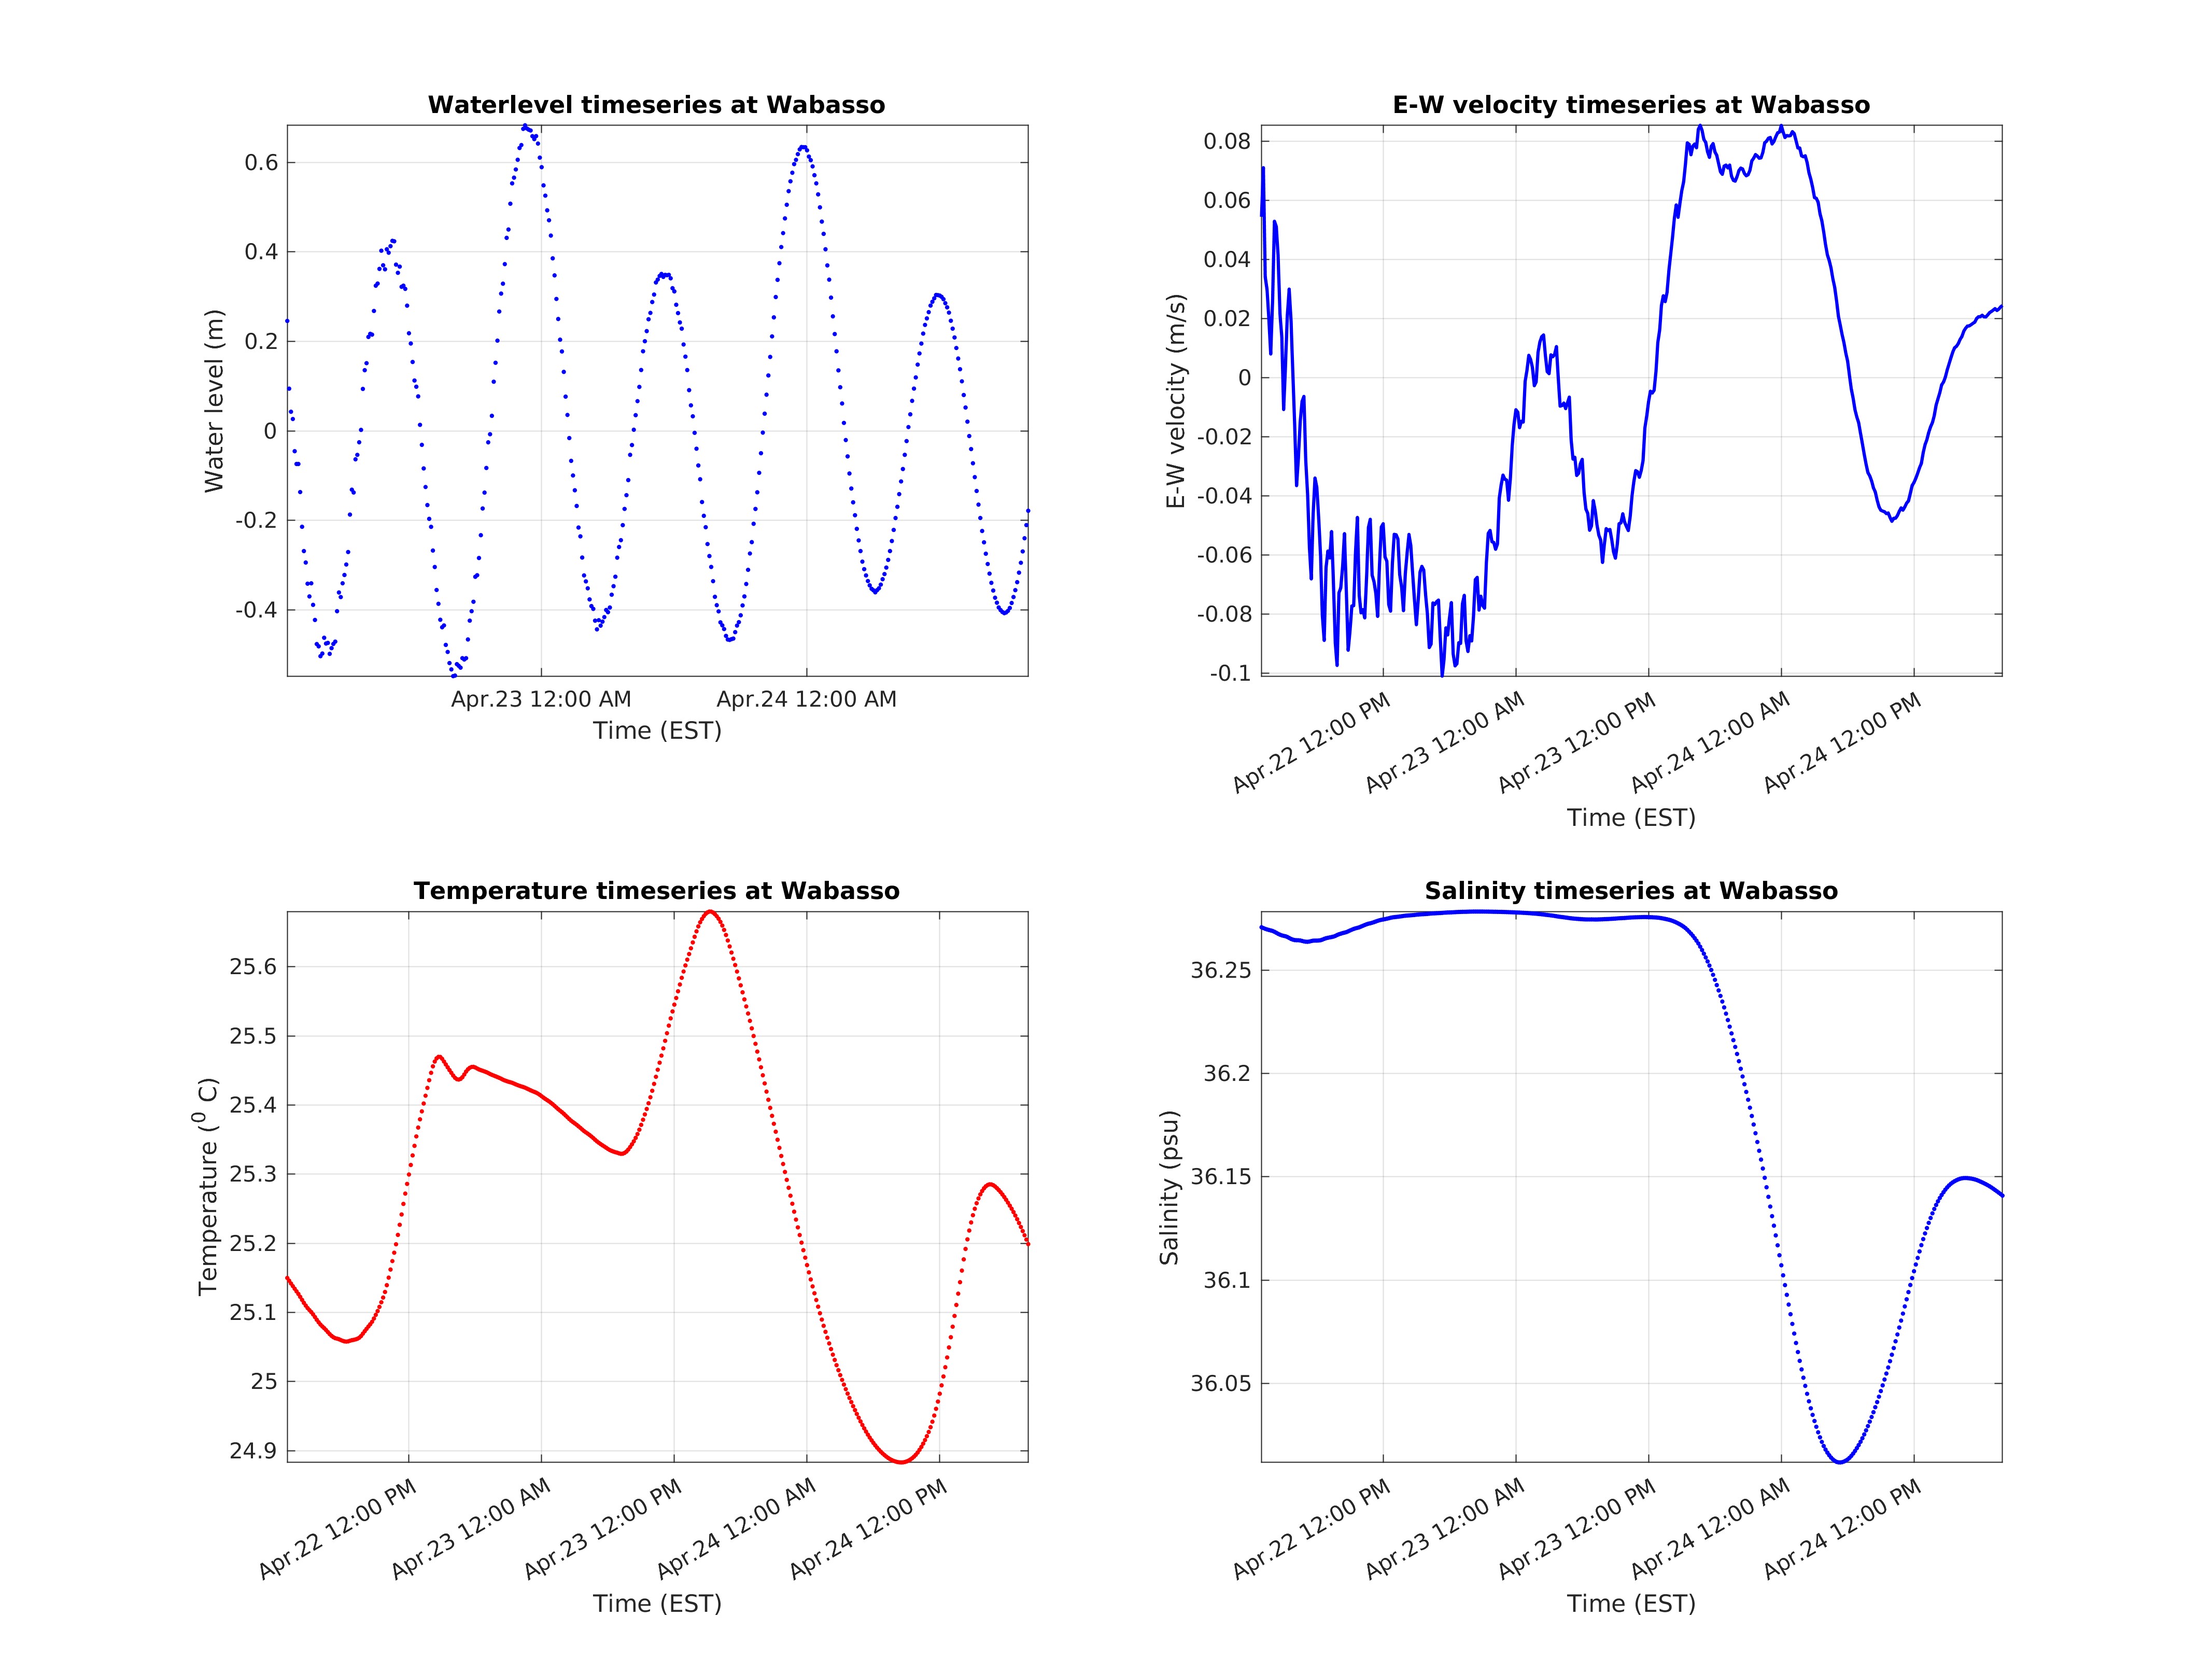 Waterlevel timeseries at Wabasso
0.6
0.4
0.2
0
-0.2
-0.4
Water level (m)
Apr.23 12:00 AM
Apr.24 12:00 AM
Time (EST)
E-W velocity timeseries at Wabasso
0.08
0.06
0.04
0.02
0
-0.02
-0.04
-0.06
-0.08
-0.1
E-W velocity (m/s)
Apr.22 12:00 PM
Apr.23 12:00 AM
Apr.23 12:00 PM
Apr.24 12:00 AM
Apr.24 12:00 PM
Time (EST)
Temperature timeseries at Wabasso
25.6
25.5
25.4
25.3
25.2
25.1
25
24.9
Temperature (⁰ C)
Apr.22 12:00 PM
Apr.23 12:00 AM
Apr.23 12:00 PM
Apr.24 12:00 AM
Apr.24 12:00 PM
Time (EST)
Salinity timeseries at Wabasso
36.25
36.2
36.15
36.1
36.05
Salinity (psu)
Apr.22 12:00 PM
Apr.23 12:00 AM
Apr.23 12:00 PM
Apr.24 12:00 AM
Apr.24 12:00 PM
Time (EST)